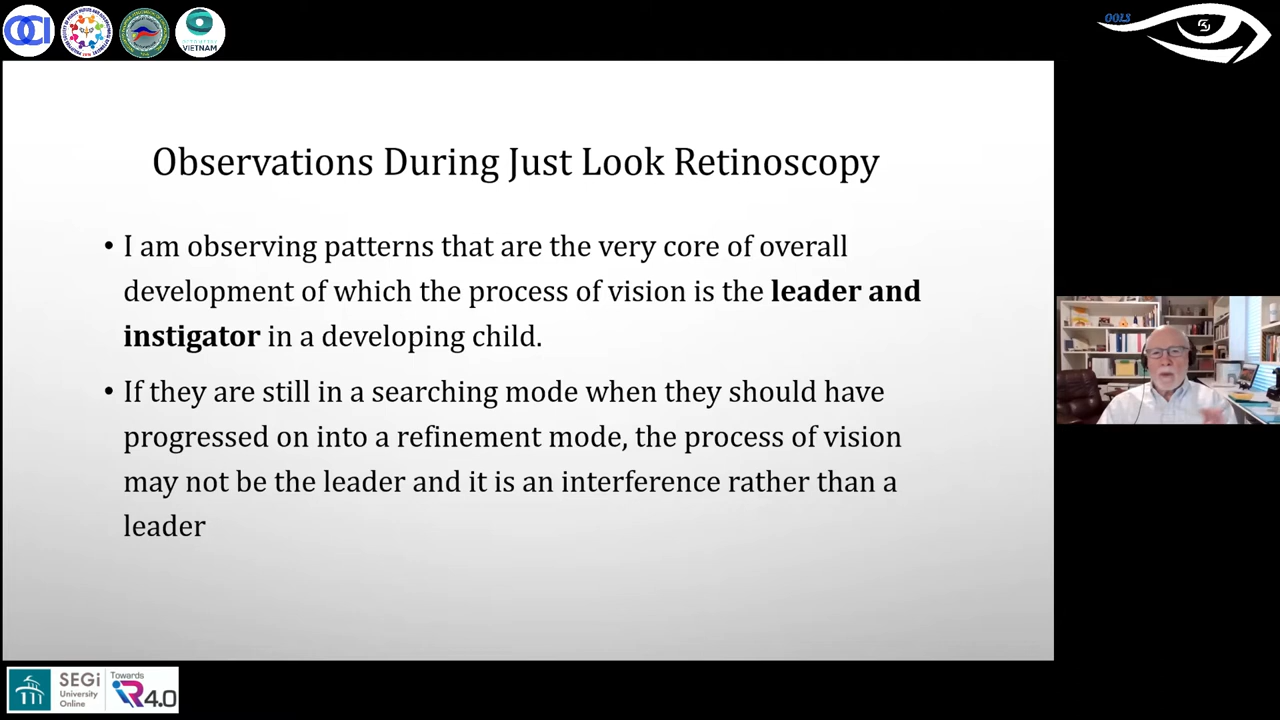 OCI
VIETNAM
OOLS
Observations During Just Look Retinoscopy
• I am observing patterns that are the very core of overall
development of which the process of vision is the leader and
instigator in a developing child.
• If they are still in a searching mode when they should have
progressed on into a refinement mode, the process of vision
may not be the leader and it is an interference rather than a
leader
SEGi
University
Online
Towards
iR4.0